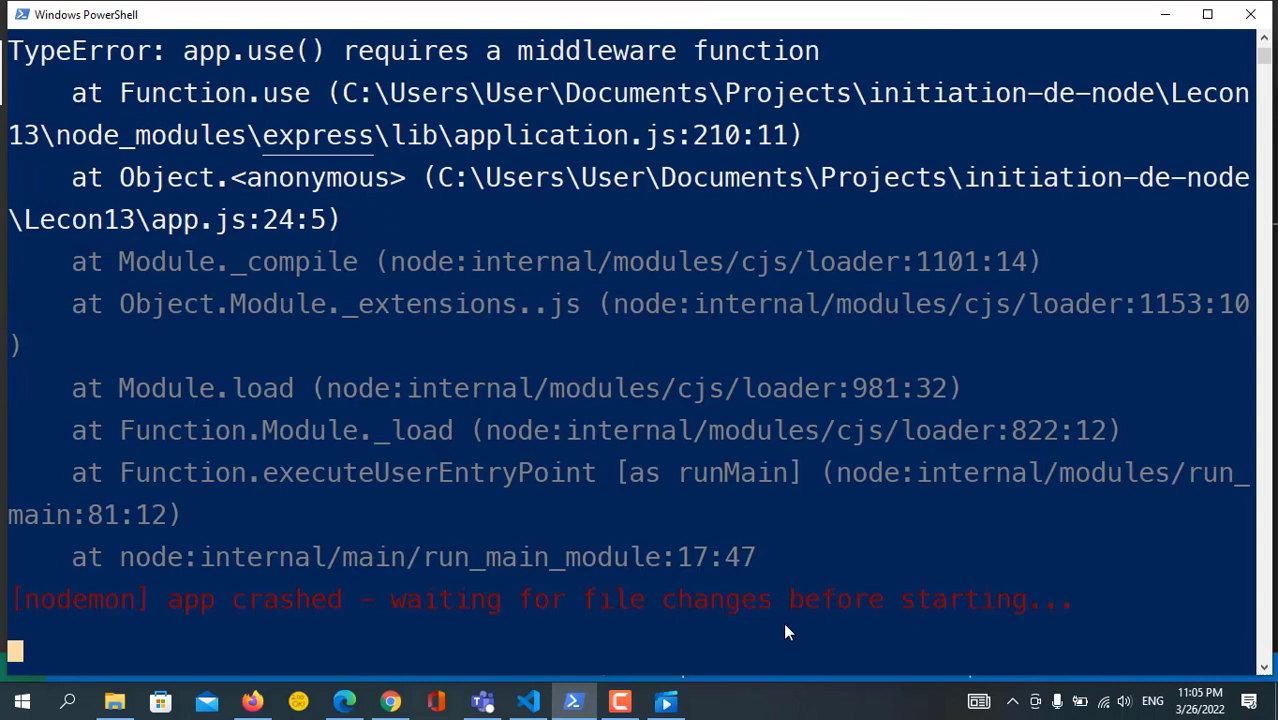 Windows PowerShell
TypeError: app.use() requires a middleware function
at Function.use (C:\Users\User\Documents\Projects\initiation-de-node\Lecon
13\node_modules\express\lib\application.js:210:11)
at Object.<anonymous> (C:\Users\User\Documents\Projects\initiation-de-node
\Lecon13\app.js:24:5)
at Module._compile (node:internal/modules/cjs/loader:1101:14)
at Object.Module._extensions..js (node:internal/modules/cjs/loader:1153:10
)
at Module.load (node:internal/modules/cjs/loader:981:32)
at Function.Module._load (node:internal/modules/cjs/loader:822:12)
at Function.executeUserEntryPoint [as runMain] (node:internal/modules/run_
main:81:12)
at node:internal/main/run_main_module:17:47
[nodemon] app crashed - waiting for file changes before starting...
ENG
11:05 PM
3/26/2022